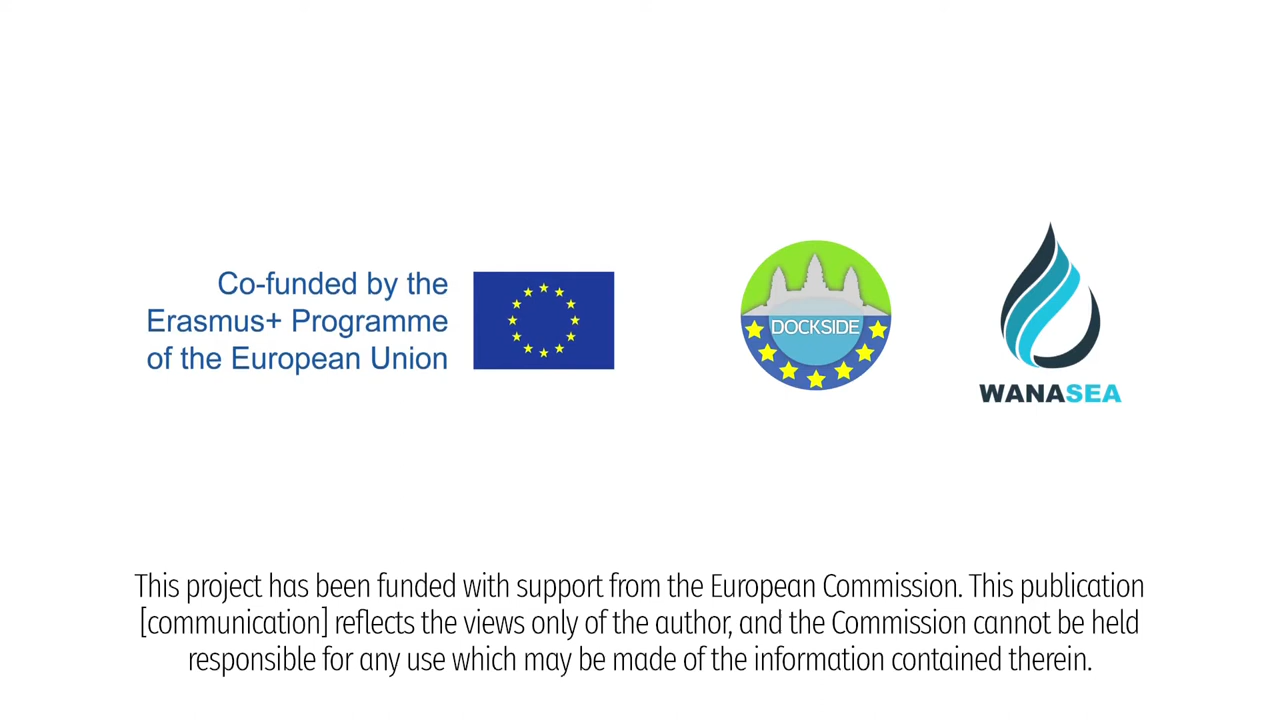 Co-funded by the
Erasmus+ Programme
of the European Union
DOCKSIDE
WANASEA
This project has been funded with support from the European Commission. This publication
[communication] reflects the views only of the author, and the Commission cannot be held
responsible for any use which may be made of the information contained therein.